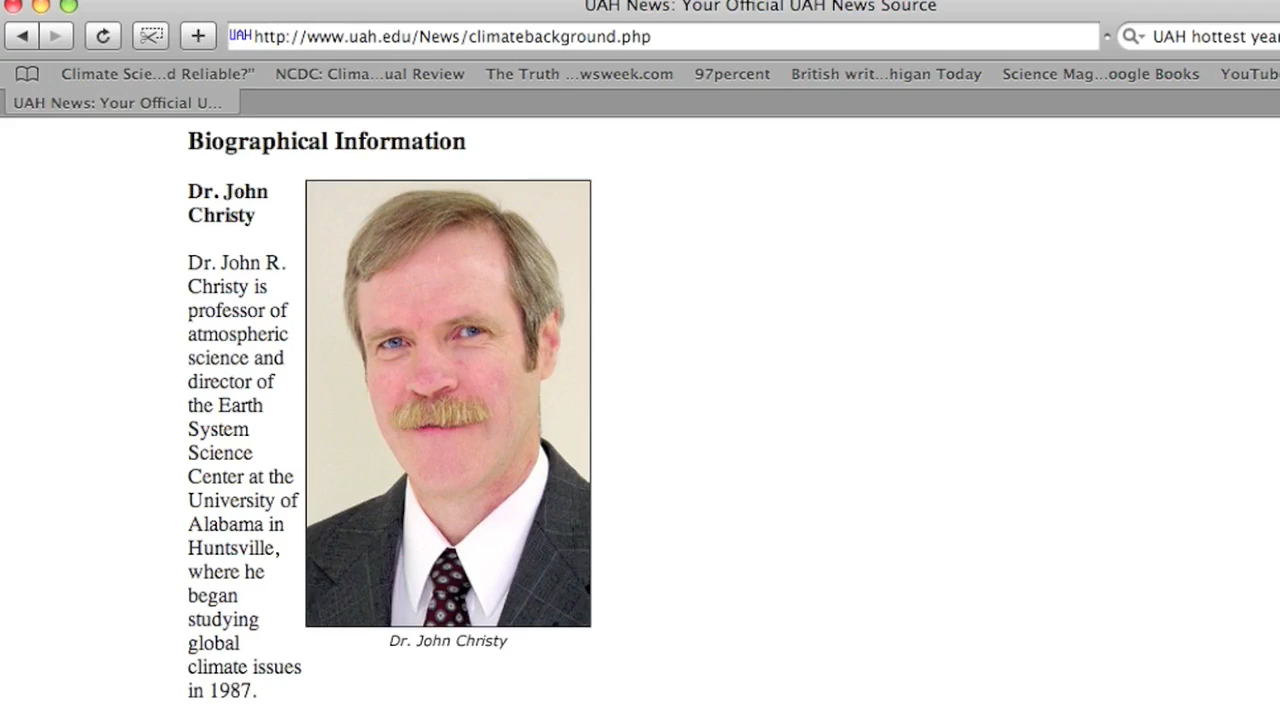 UAH News: Your Official UAH News Source
UAH http://www.uah.edu/News/climatebackground.php
UAH hottest year
Climate Scie...d Reliable?" NCDC: Clima...ual Review The Truth ...wsweek.com 97percent British writ...higan Today Science Mag...oogle Books YouTub
UAH News: Your Official U...
Biographical Information
Dr. John
Christy
Dr. John R.
Christy is
professor of
atmospheric
science and
director of
the Earth
System
Science
Center at the
University of
Alabama in
Huntsville,
where he
began
studying
global
climate issues
in 1987.
Dr. John Christy